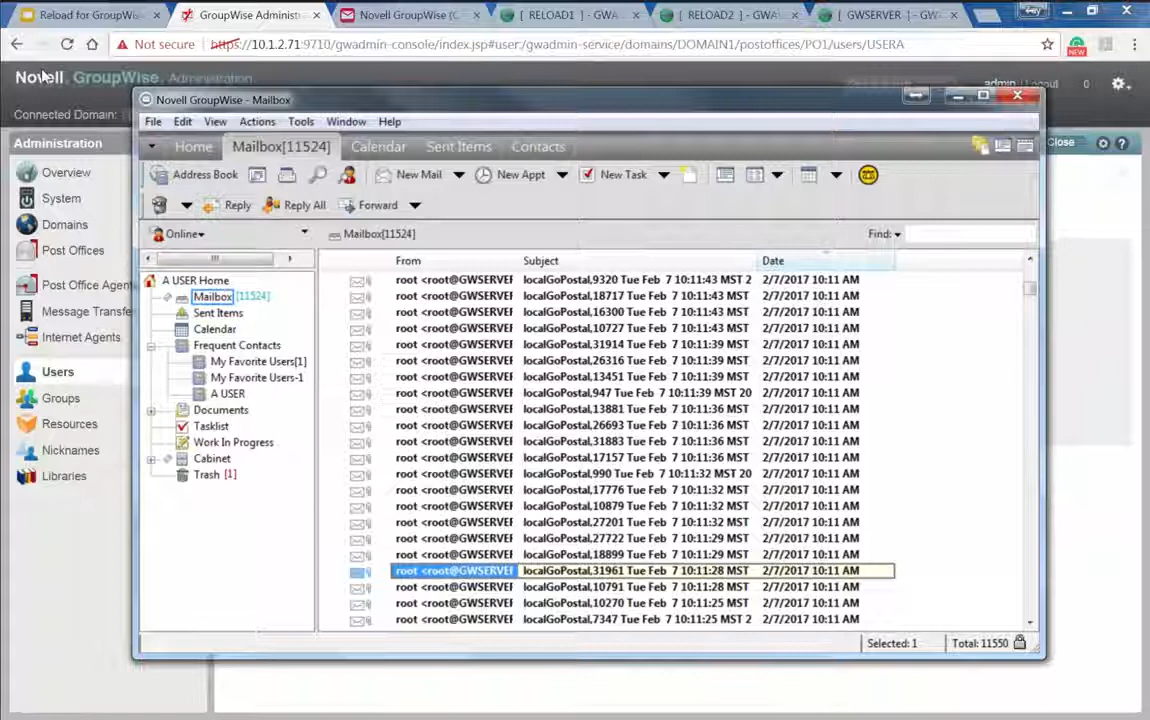 Reload for GroupWise
GroupWise Administ
Novell GroupWise (C
[ RELOAD1 ] - GWA
[ RELOAD2 ] - GWAV
[ GWSERVER ] - GW
Not secure https://10.1.2.71:9710/gwadmin-console/index.jsp#user:/gwadmin-service/domains/DOMAIN1/postoffices/PO1/users/USERA
NEW
Novell GroupWise Administration
admin Logout 0
Connected Domain:
Administration
Close
Overview
System
Domains
Post Offices
Post Office Agen
Message Transfe
Internet Agents
Users
Groups
Resources
Nicknames
Libraries
Novell GroupWise - Mailbox
File Edit View Actions Tools Window Help
Home Mailbox[11524] Calendar Sent Items Contacts
Address Book New Mail New Appt New Task
Reply Reply All Forward
Online Mailbox[11524] Find:
A USER Home
Mailbox [11524]
Sent Items
Calendar
Frequent Contacts
My Favorite Users[1]
My Favorite Users-1
A USER
Documents
Tasklist
Work In Progress
Cabinet
Trash [1]
From Subject Date
root <root@GWSERVEF localGoPostal,9320 Tue Feb 7 10:11:43 MST 2 2/7/2017 10:11 AM
root <root@GWSERVEF localGoPostal,18717 Tue Feb 7 10:11:43 MST 2/7/2017 10:11 AM
root <root@GWSERVEF localGoPostal,16300 Tue Feb 7 10:11:43 MST 2/7/2017 10:11 AM
root <root@GWSERVEF localGoPostal,10727 Tue Feb 7 10:11:43 MST 2/7/2017 10:11 AM
root <root@GWSERVEF localGoPostal,31914 Tue Feb 7 10:11:39 MST 2/7/2017 10:11 AM
root <root@GWSERVEF localGoPostal,26316 Tue Feb 7 10:11:39 MST 2/7/2017 10:11 AM
root <root@GWSERVEF localGoPostal,13451 Tue Feb 7 10:11:39 MST 2/7/2017 10:11 AM
root <root@GWSERVEF localGoPostal,947 Tue Feb 7 10:11:39 MST 20 2/7/2017 10:11 AM
root <root@GWSERVEF localGoPostal,13881 Tue Feb 7 10:11:36 MST 2/7/2017 10:11 AM
root <root@GWSERVEF localGoPostal,26693 Tue Feb 7 10:11:36 MST 2/7/2017 10:11 AM
root <root@GWSERVEF localGoPostal,31883 Tue Feb 7 10:11:36 MST 2/7/2017 10:11 AM
root <root@GWSERVEF localGoPostal,17157 Tue Feb 7 10:11:36 MST 2/7/2017 10:11 AM
root <root@GWSERVEF localGoPostal,990 Tue Feb 7 10:11:32 MST 20 2/7/2017 10:11 AM
root <root@GWSERVEF localGoPostal,17776 Tue Feb 7 10:11:32 MST 2/7/2017 10:11 AM
root <root@GWSERVEF localGoPostal,10879 Tue Feb 7 10:11:32 MST 2/7/2017 10:11 AM
root <root@GWSERVEF localGoPostal,27201 Tue Feb 7 10:11:32 MST 2/7/2017 10:11 AM
root <root@GWSERVEF localGoPostal,27722 Tue Feb 7 10:11:29 MST 2/7/2017 10:11 AM
root <root@GWSERVEF localGoPostal,18899 Tue Feb 7 10:11:29 MST 2/7/2017 10:11 AM
root <root@GWSERVEF localGoPostal,31961 Tue Feb 7 10:11:28 MST 2/7/2017 10:11 AM
root <root@GWSERVEF localGoPostal,10791 Tue Feb 7 10:11:28 MST 2/7/2017 10:11 AM
root <root@GWSERVEF localGoPostal,10270 Tue Feb 7 10:11:25 MST 2/7/2017 10:11 AM
root <root@GWSERVEF localGoPostal,7347 Tue Feb 7 10:11:25 MST 2 2/7/2017 10:11 AM
Selected: 1 Total: 11550